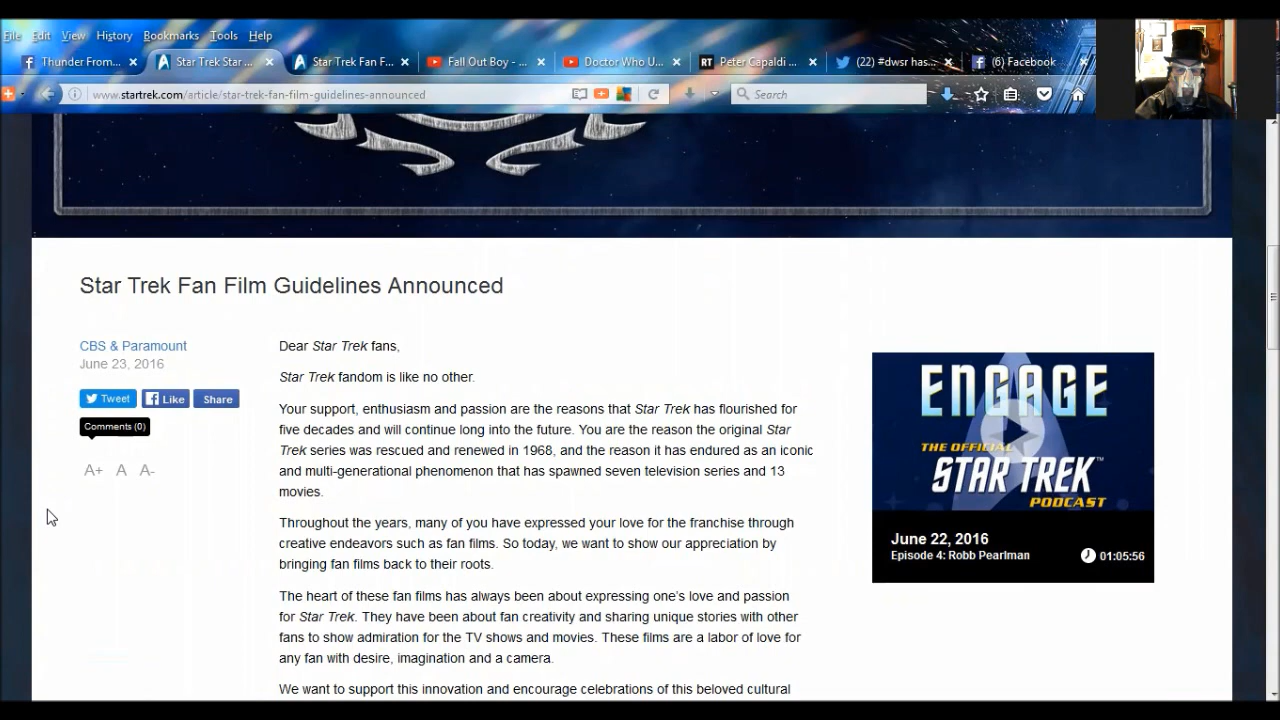 File Edit View History Bookmarks Tools Help
Thunder From... Star Trek Star ... Star Trek Fan F... Fall Out Boy - ... Doctor Who U... RT Peter Capaldi ... (22) #dwsr has... (6) Facebook
www.startrek.com/article/star-trek-fan-film-guidelines-announced Search
Star Trek Fan Film Guidelines Announced
CBS & Paramount
June 23, 2016
Tweet Like Share
Comments (0)
A+ A A-
Dear Star Trek fans,
Star Trek fandom is like no other.
Your support, enthusiasm and passion are the reasons that Star Trek has flourished for
five decades and will continue long into the future. You are the reason the original Star
Trek series was rescued and renewed in 1968, and the reason it has endured as an iconic
and multi-generational phenomenon that has spawned seven television series and 13
movies.
Throughout the years, many of you have expressed your love for the franchise through
creative endeavors such as fan films. So today, we want to show our appreciation by
bringing fan films back to their roots.
The heart of these fan films has always been about expressing one's love and passion
for Star Trek. They have been about fan creativity and sharing unique stories with other
fans to show admiration for the TV shows and movies. These films are a labor of love for
any fan with desire, imagination and a camera.
We want to support this innovation and encourage celebrations of this beloved cultural
ENGAGE
THE OFFICIAL
STAR TREK™
PODCAST
June 22, 2016
Episode 4: Robb Pearlman 01:05:56